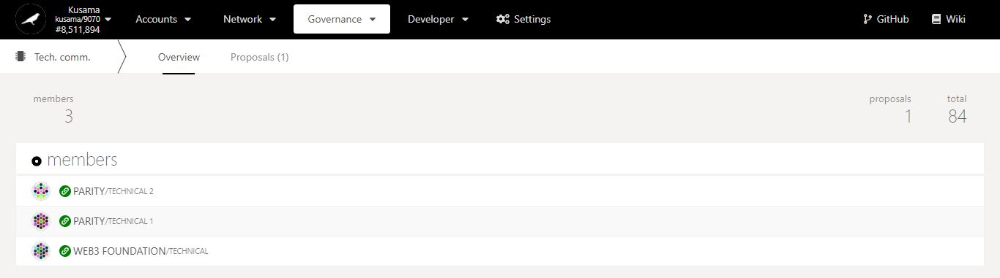 Kusama
kusama/9070
#8,511,894
Accounts
Network
Governance
Developer
Settings
GitHub
Wiki
Tech. comm.
Overview
Proposals (1)
members
3
proposals
1
total
84
members
PARITY/TECHNICAL 2
PARITY/TECHNICAL 1
WEB3 FOUNDATION/TECHNICAL